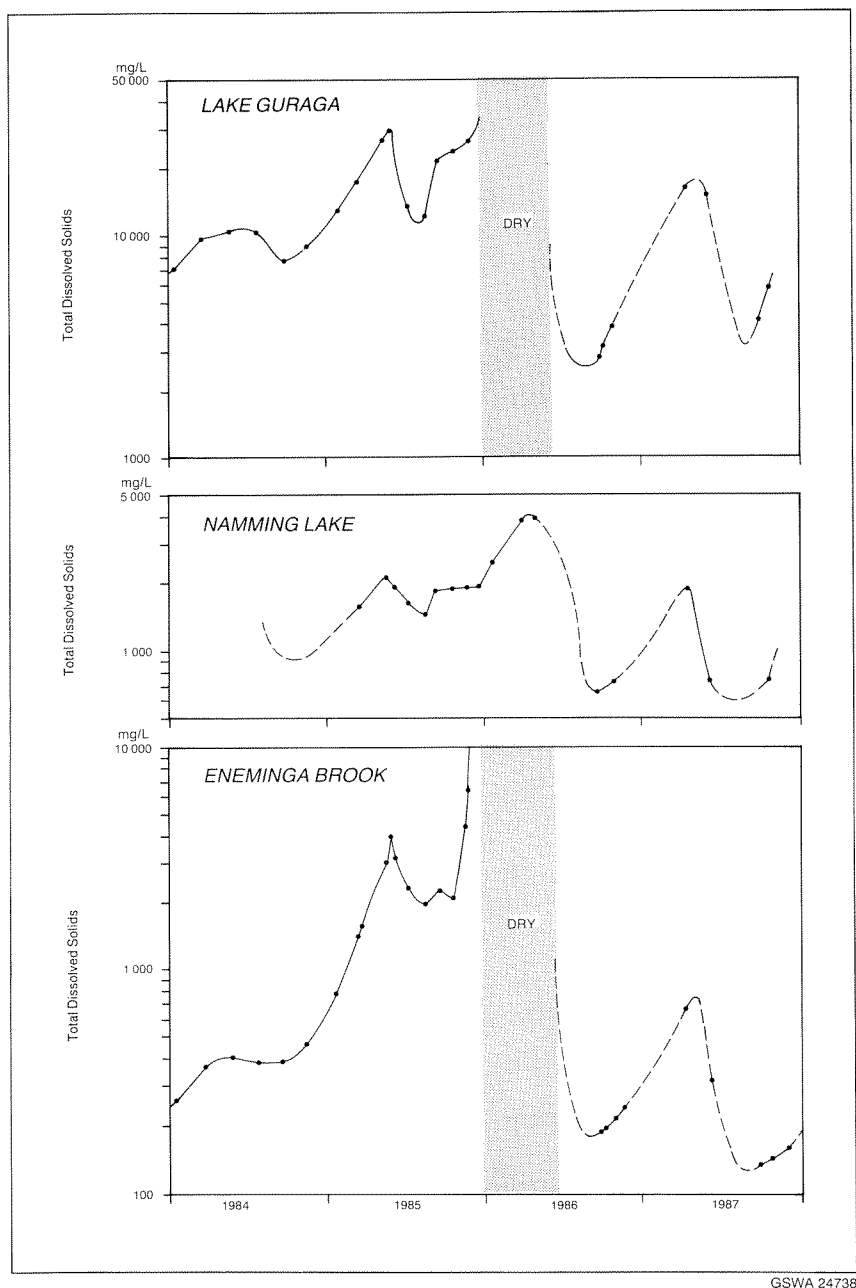 mg/L
50 000
LAKE GURAGA
10 000
DRY
Total Dissolved Solids
1000
mg/L
5 000
NAMMING LAKE
1 000
Total Dissolved Solids
mg/L
10 000
ENEMINGA BROOK
DRY
1 000
Total Dissolved Solids
100
1984 1985 1986 1987
GSWA 24738